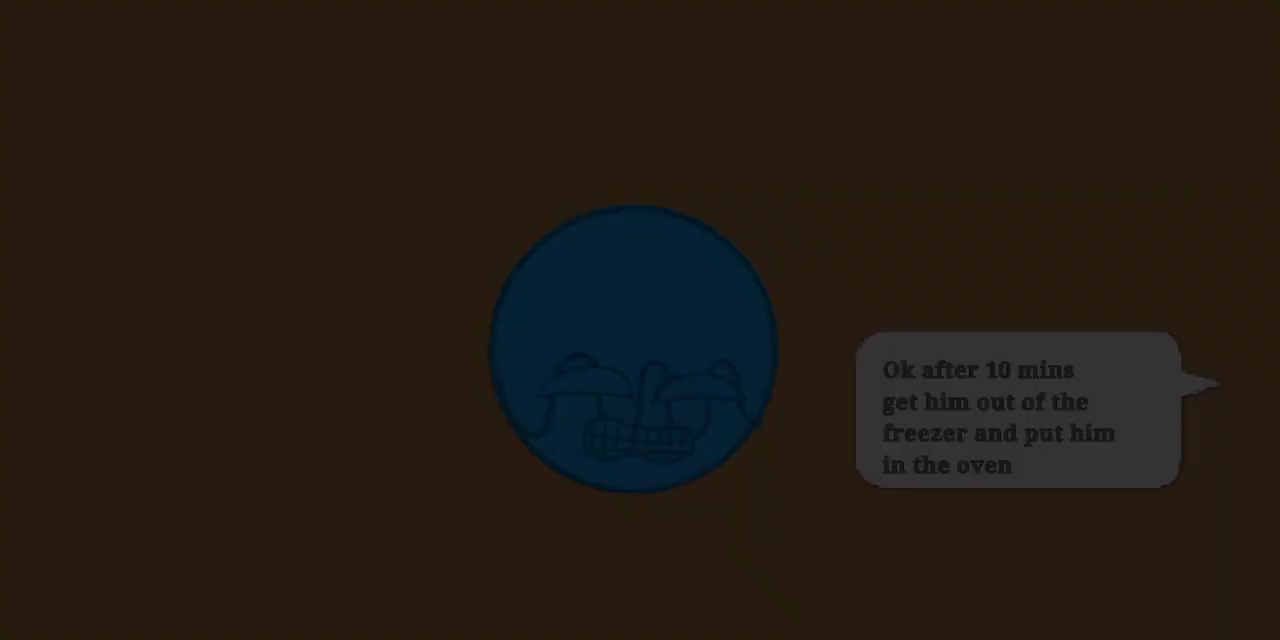 Ok after 10 mins
get him out of the
freezer and put him
in the oven